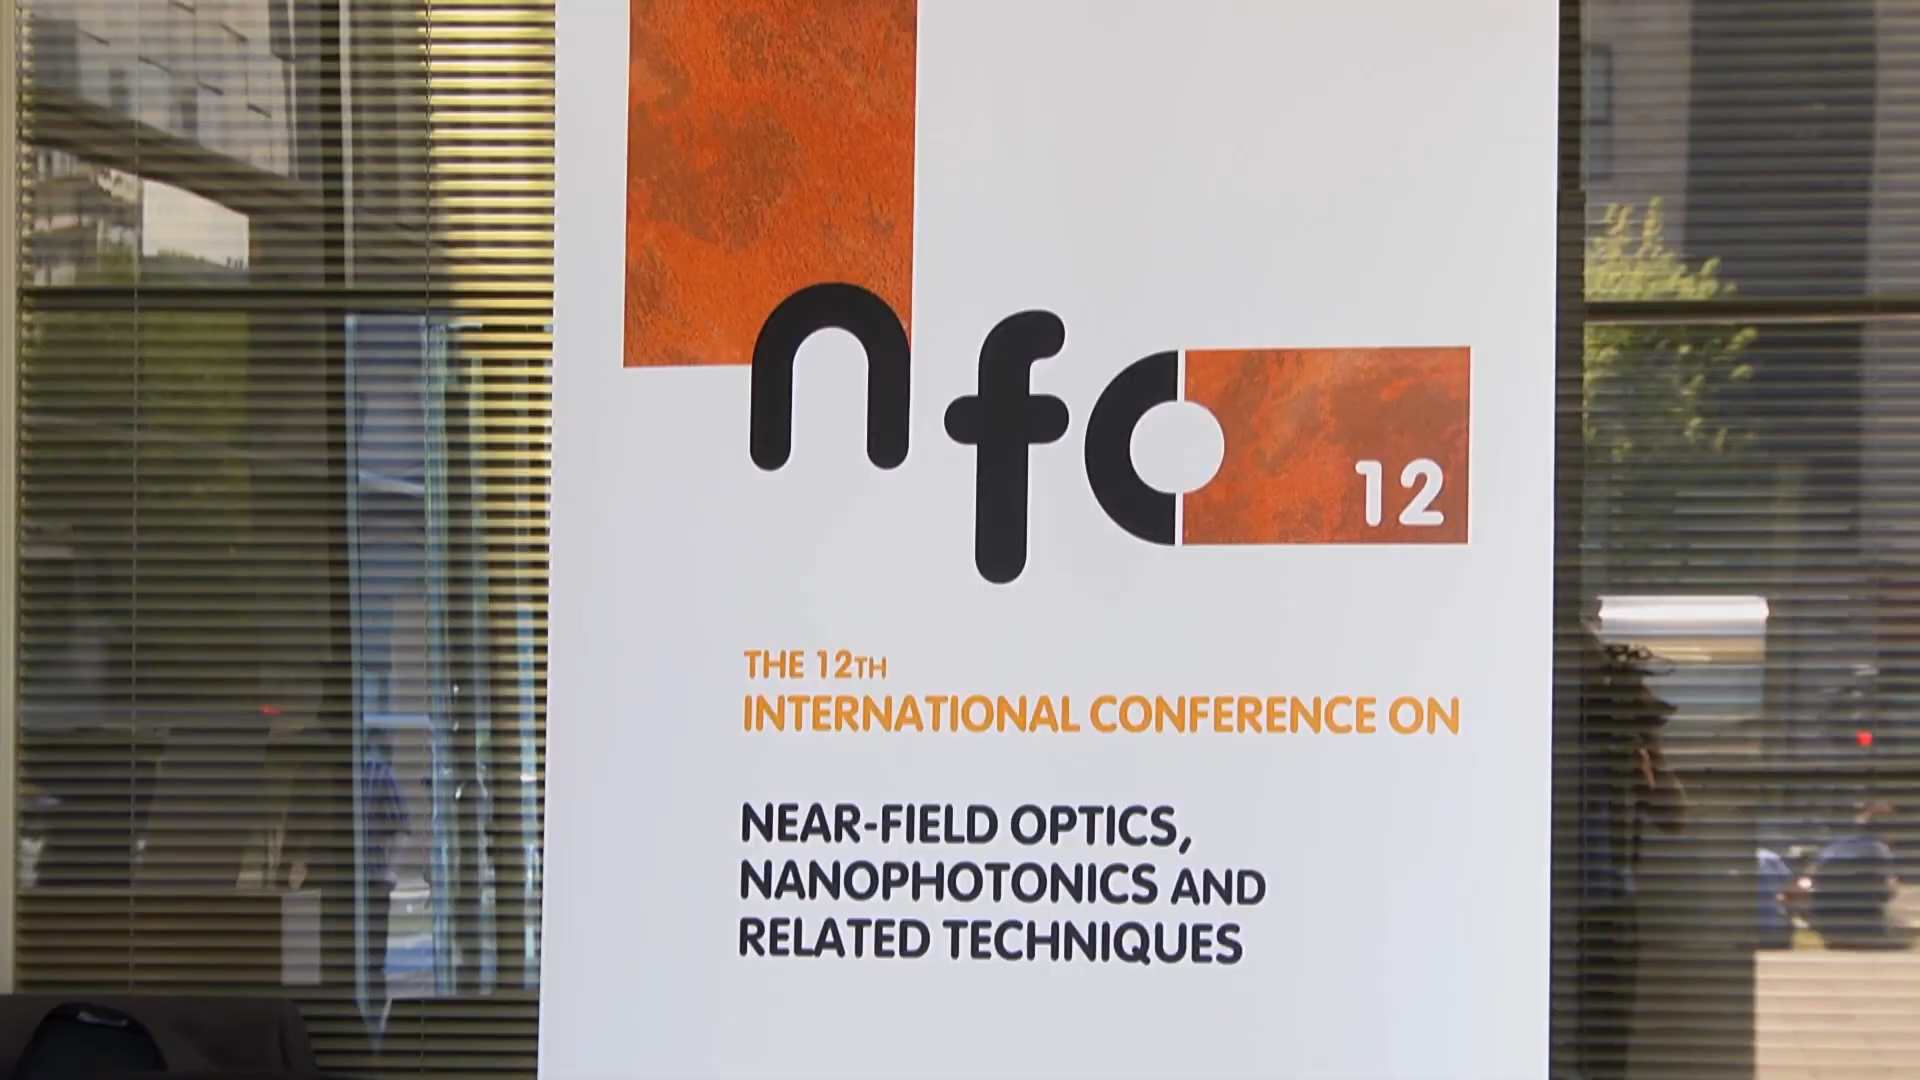 nfo
12
THE 12TH
INTERNATIONAL CONFERENCE ON
NEAR-FIELD OPTICS,
NANOPHOTONICS AND
RELATED TECHNIQUES